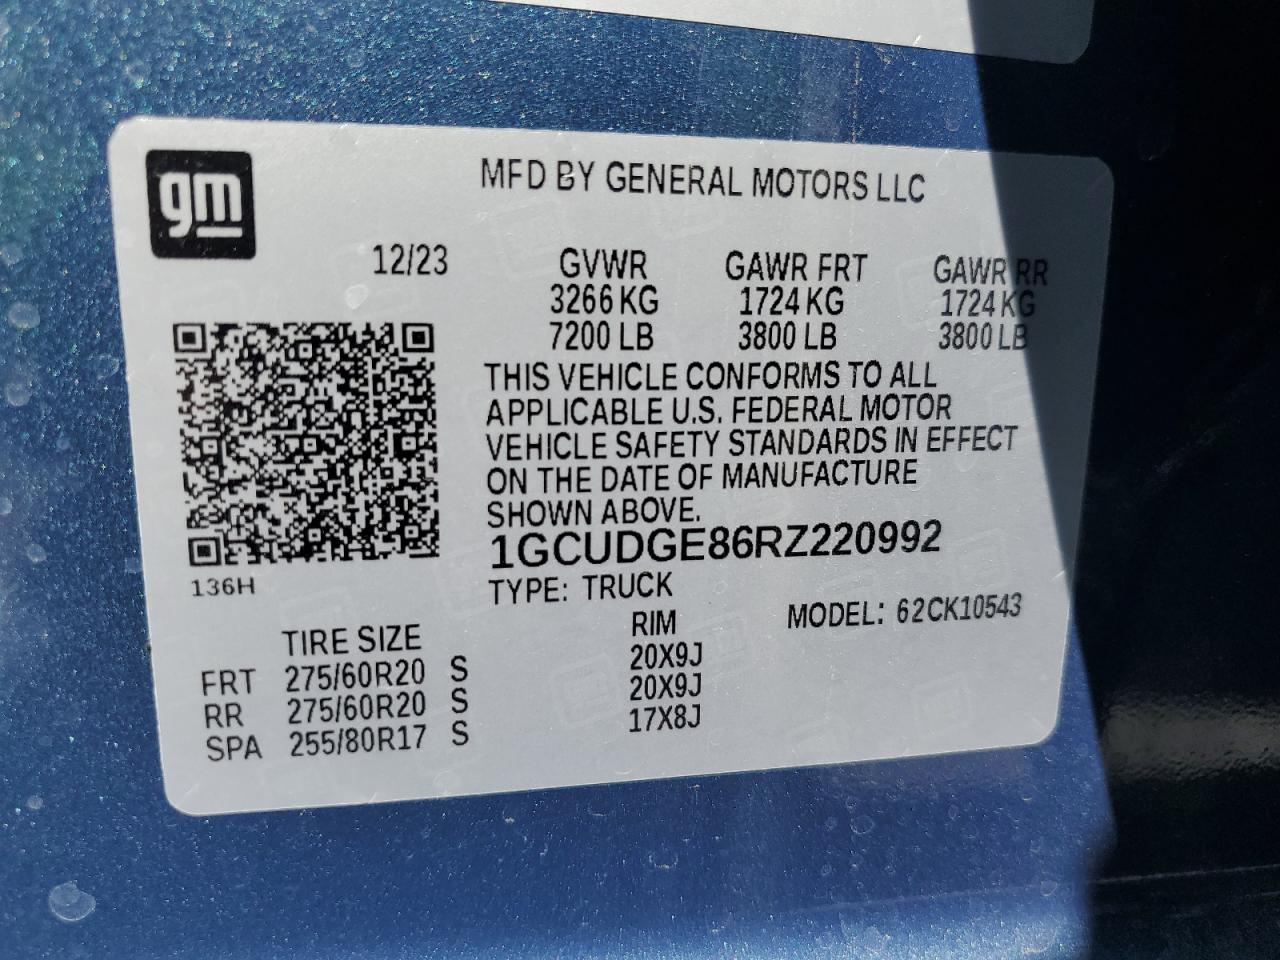 gm
MFD BY GENERAL MOTORS LLC
12/23 GVWR GAWR FRT GAWR RR
3266 KG 1724 KG 1724 KG
7200 LB 3800 LB 3800 LB
THIS VEHICLE CONFORMS TO ALL
APPLICABLE U.S. FEDERAL MOTOR
VEHICLE SAFETY STANDARDS IN EFFECT
ON THE DATE OF MANUFACTURE
SHOWN ABOVE.
1GCUDGE86RZ220992
136H
TYPE: TRUCK
MODEL: 62CK10543
TIRE SIZE RIM
FRT 275/60R20 S 20X9J
RR 275/60R20 S 20X9J
SPA 255/80R17 S 17X8J